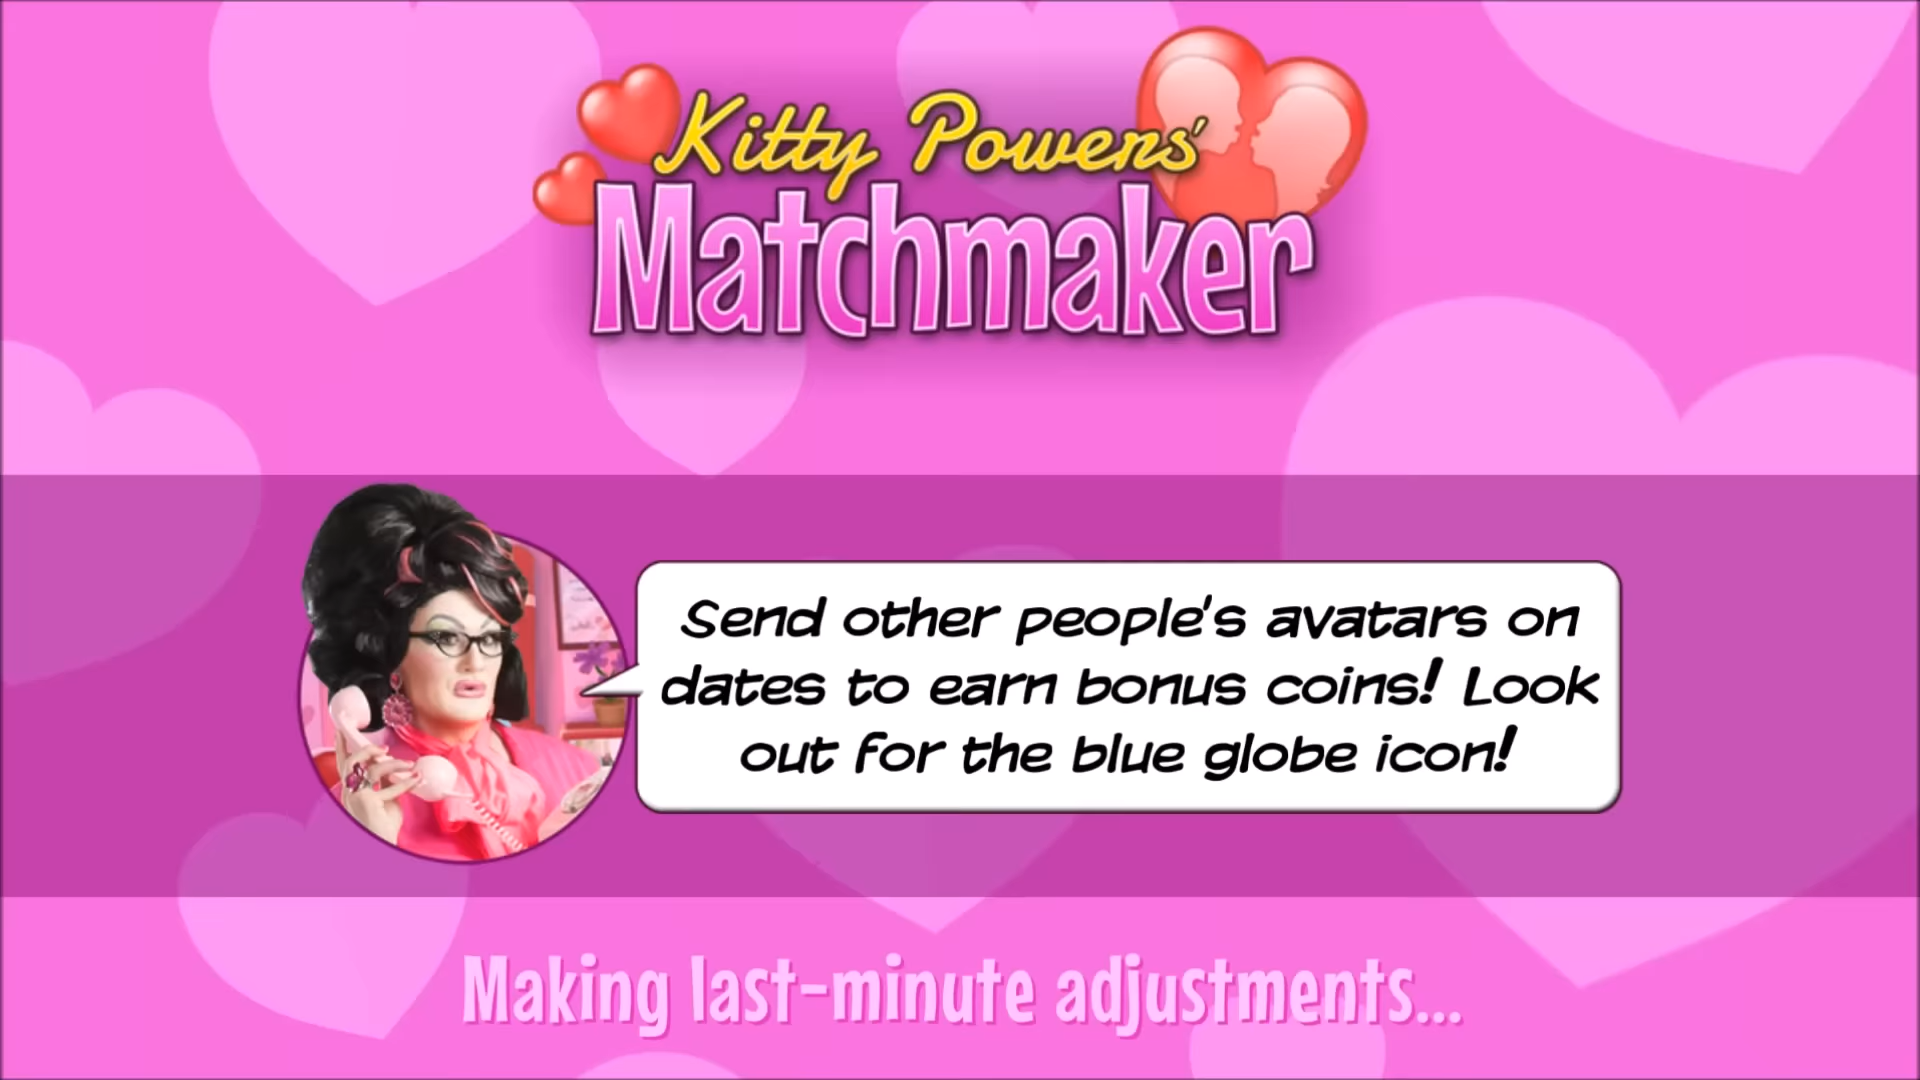 Kitty Powers'
Matchmaker
Send other people's avatars on
dates to earn bonus coins! Look
out for the blue globe icon!
Making last-minute adjustments...